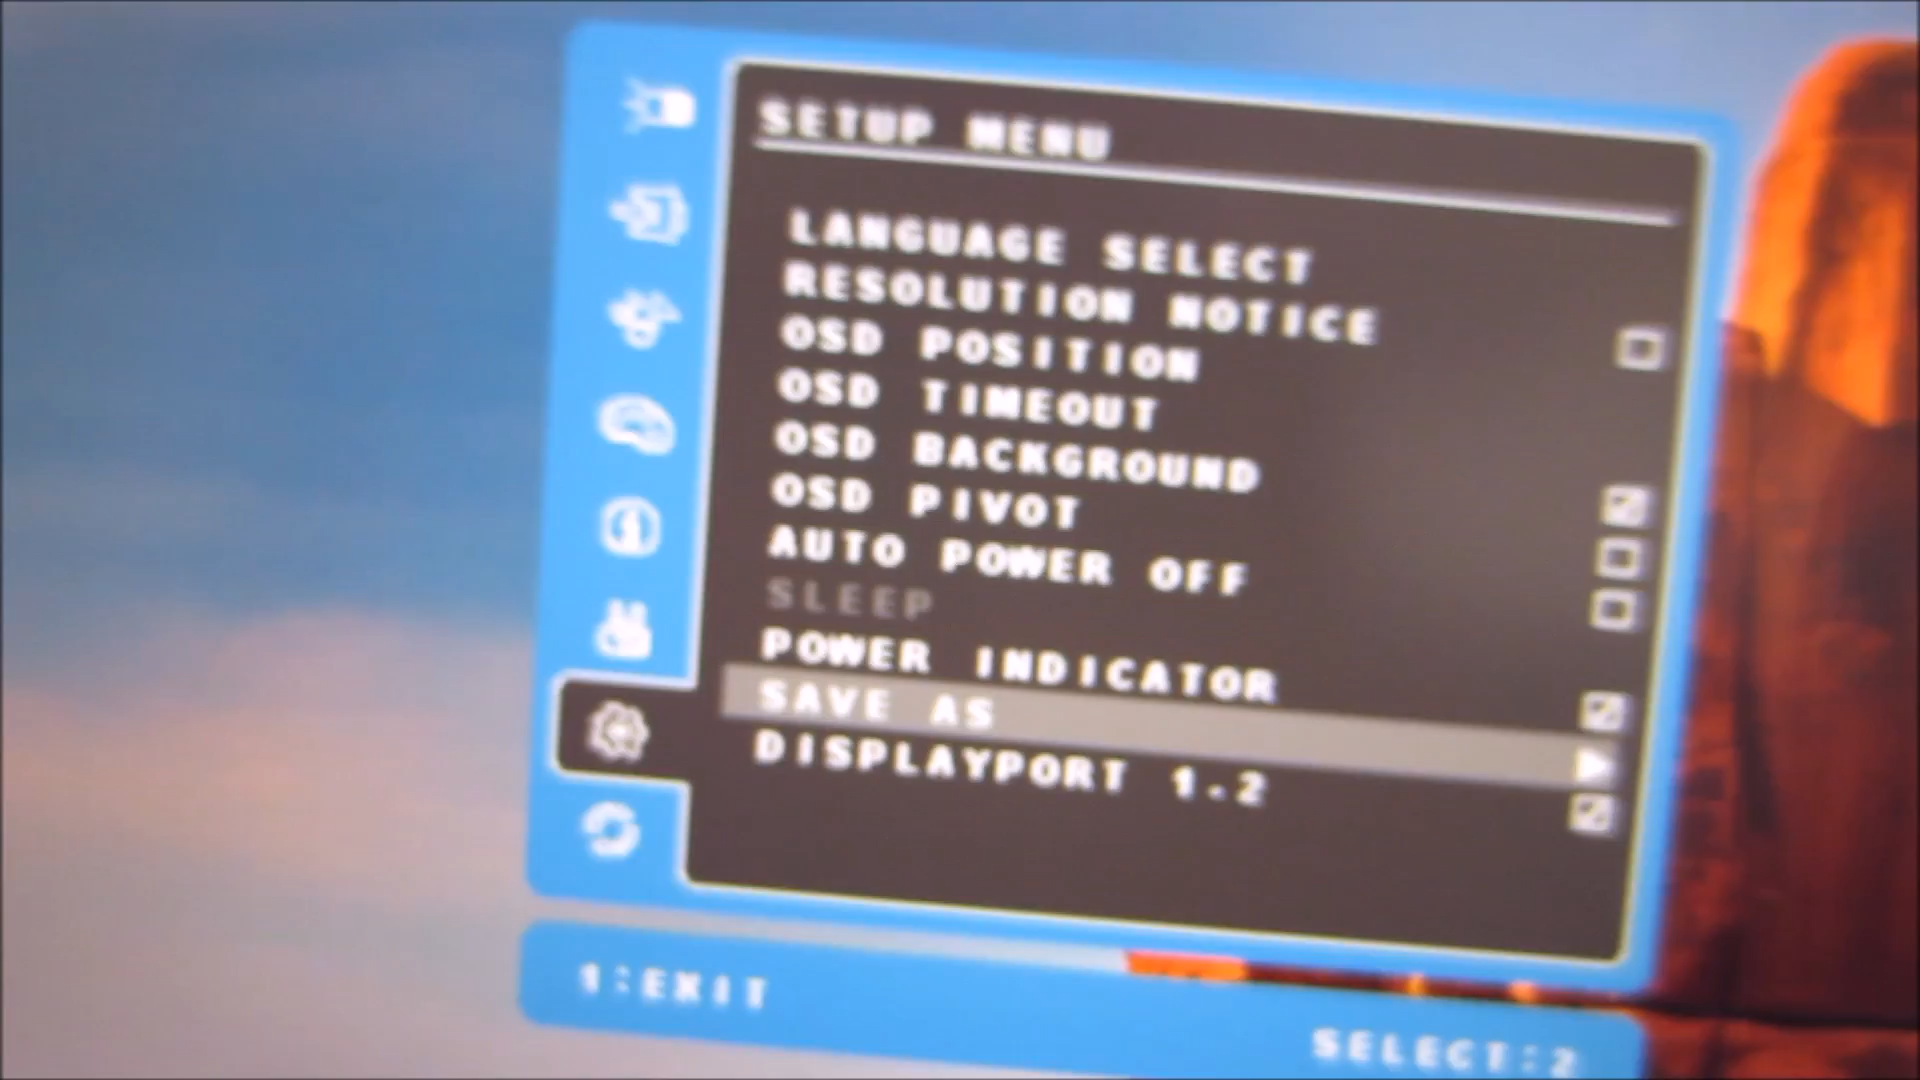 SETUP MENU
LANGUAGE SELECT
RESOLUTION NOTICE
OSD POSITION
OSD TIMEOUT
OSD BACKGROUND
OSD PIVOT
AUTO POWER OFF
SLEEP
POWER INDICATOR
SAVE AS
DISPLAYPORT 1.2
1:EXIT
SELECT:2